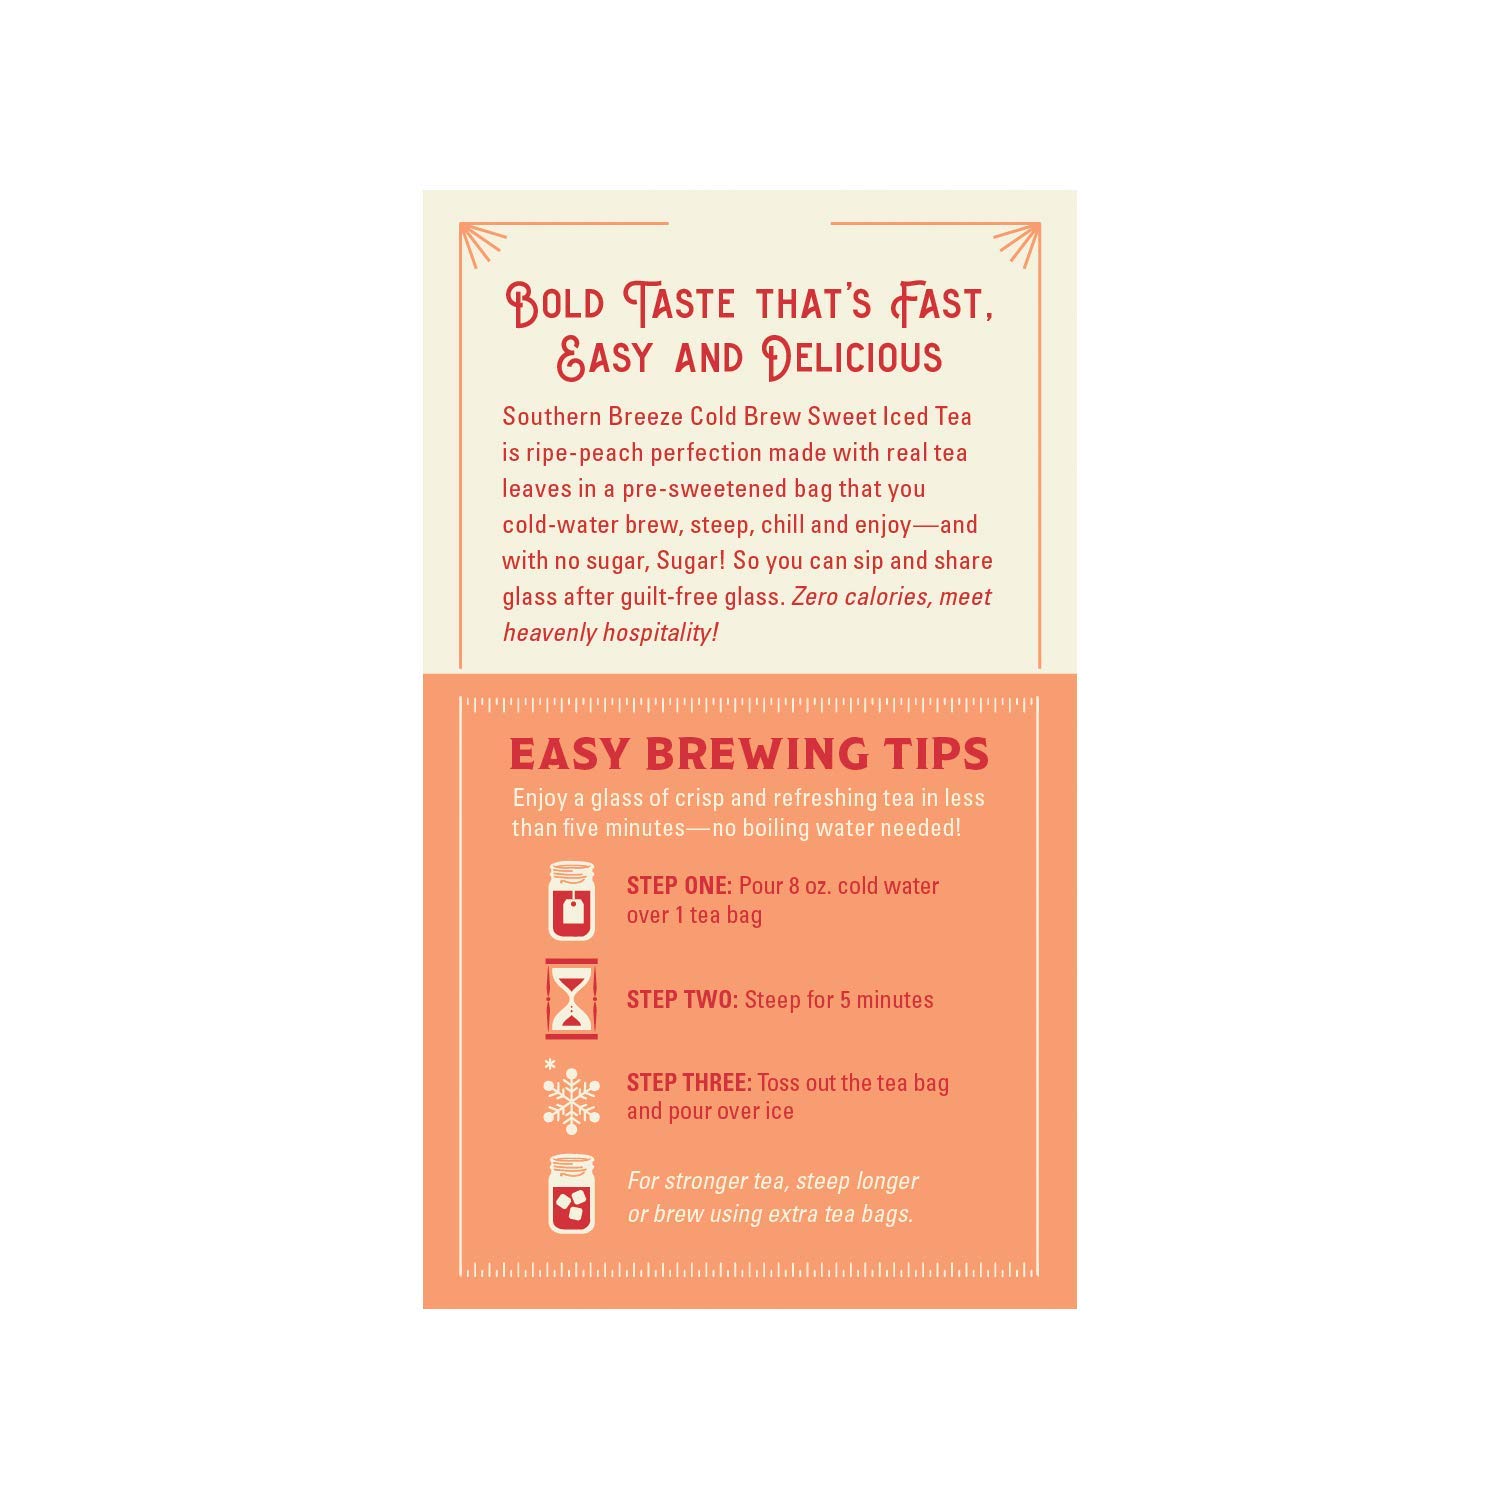 Bold Taste that's Fast,
Easy and Delicious
Southern Breeze Cold Brew Sweet Iced Tea
is ripe-peach perfection made with real tea
leaves in a pre-sweetened bag that you
cold-water brew, steep, chill and enjoy—and
with no sugar, Sugar! So you can sip and share
glass after guilt-free glass. Zero calories, meet
heavenly hospitality!
EASY BREWING TIPS
Enjoy a glass of crisp and refreshing tea in less
than five minutes—no boiling water needed!
STEP ONE: Pour 8 oz. cold water
over 1 tea bag
STEP TWO: Steep for 5 minutes
STEP THREE: Toss out the tea bag
and pour over ice
For stronger tea, steep longer
or brew using extra tea bags.